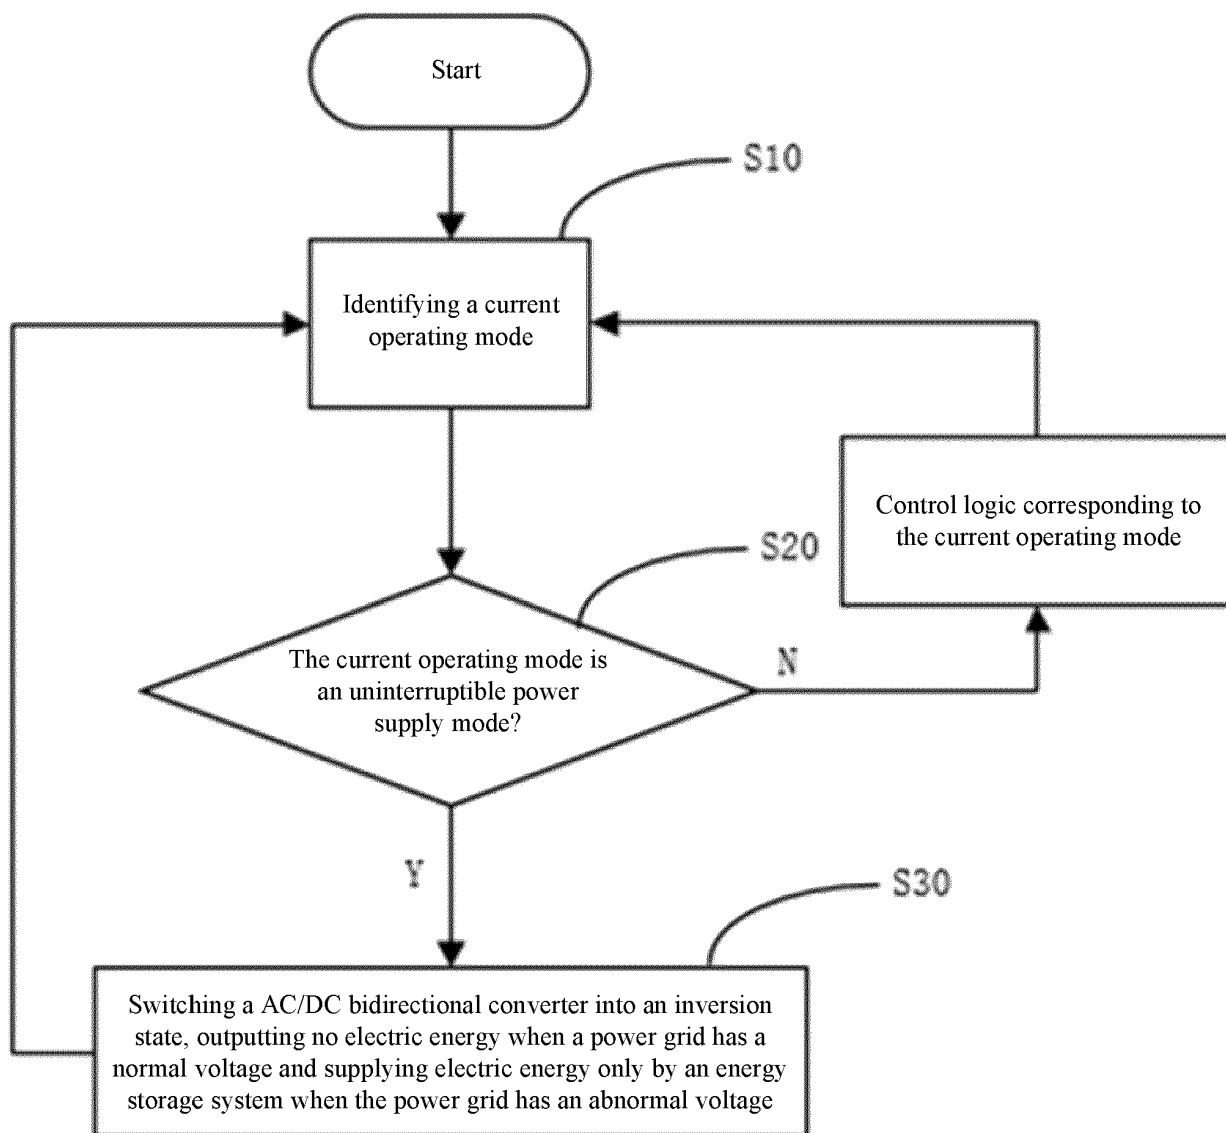 Start
S10
Identifying a current
operating mode
Control logic corresponding to
the current operating mode
S20
The current operating mode is
an uninterruptible power
supply mode?
N
Y
S30
Switching a AC/DC bidirectional converter into an inversion
state, outputting no electric energy when a power grid has a
normal voltage and supplying electric energy only by an energy
storage system when the power grid has an abnormal voltage